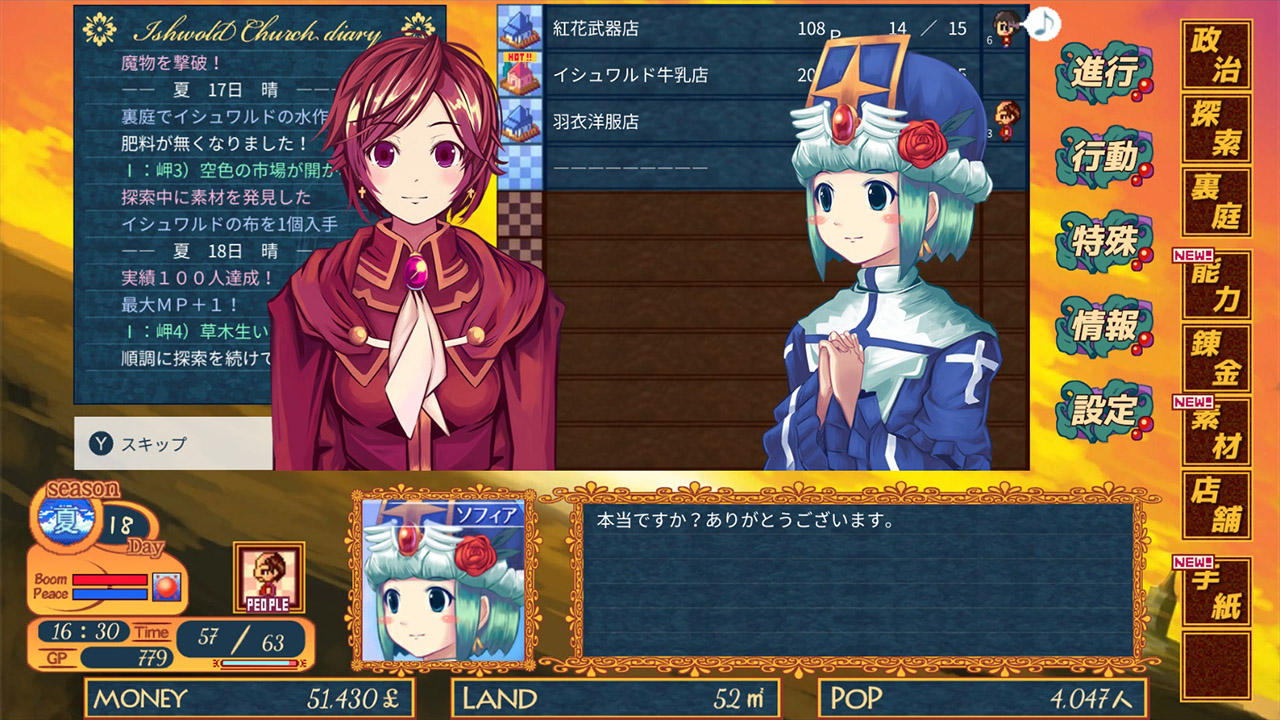 Ishwold Church diary
魔物を撃破！
―― 夏 17日 晴 ――
裏庭でイシュワルドの水作
肥料が無くなりました！
Ｉ：岬3）空色の市場が開か
探索中に素材を発見した
イシュワルドの布を1個入手
―― 夏 18日 晴 ―
実績１００人達成！
最大ＭＰ＋１！
Ｉ：岬4）草木生い
順調に探索を続けて
Y スキップ
紅花武器店 108 P 14 ／ 15
6
HOT!!
イシュワルド牛乳店 20
羽衣洋服店
3
――――――――――
進行
行動
特殊
情報
設定
政治
探索
裏庭
NEW!
能力
錬金
NEW!
素材
店舗
NEW!
手紙
season
夏
18
Day
Boom
Peace
PEOPLE
16：30 Time
GP 779
57 / 63
ソフィア
本当ですか？ありがとうございます。
MONEY 51.430 £
LAND 52 ㎡
POP 4.047人